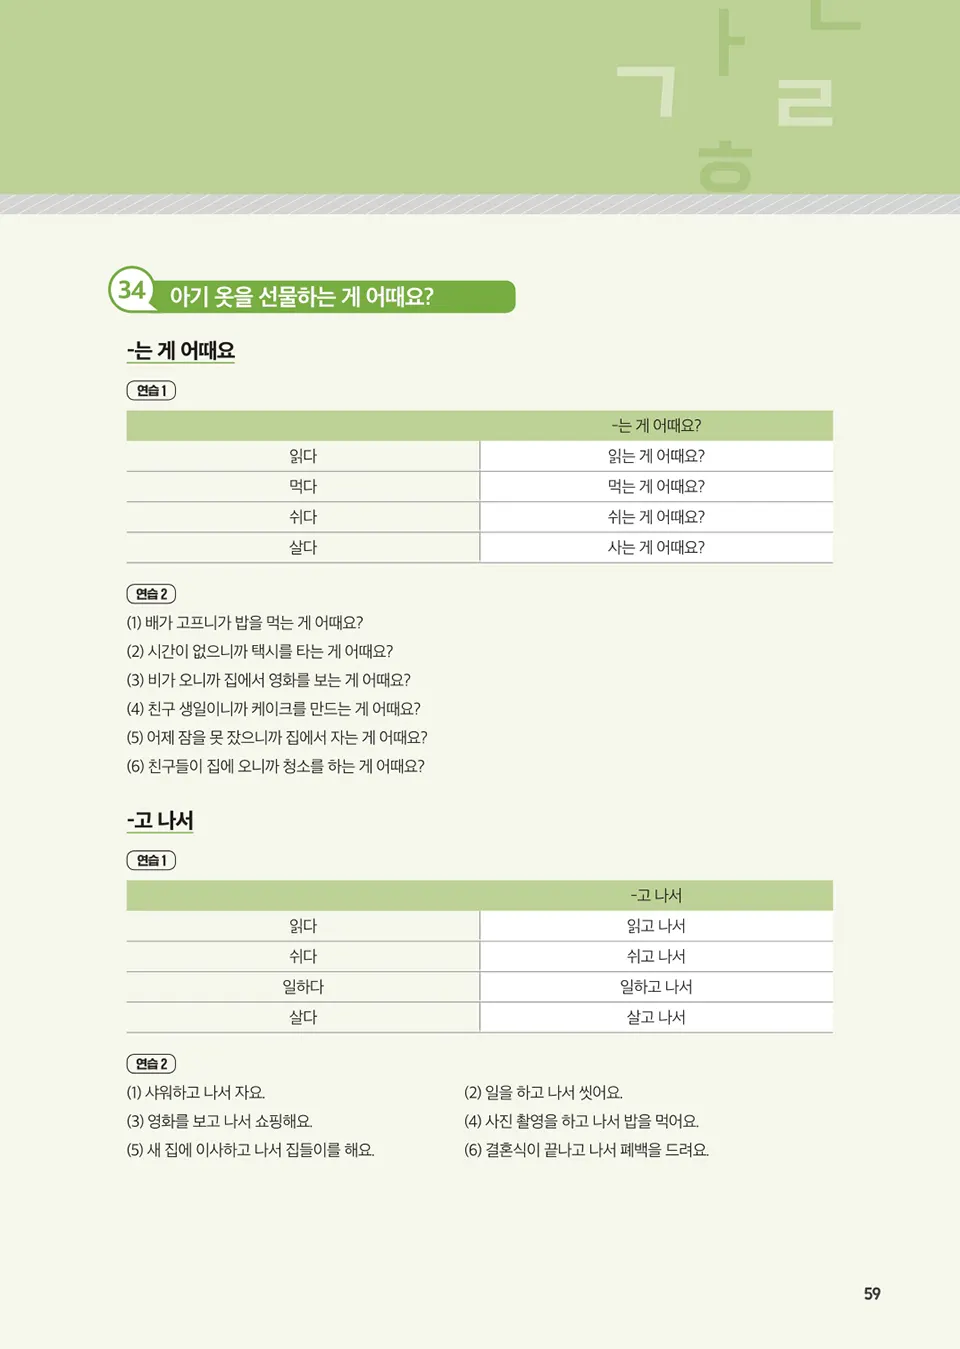 ㄱ ㅏ ㄴ ㄹ ㅎ
34 아기 옷을 선물하는 게 어때요?
-는 게 어때요
연습 1
-는 게 어때요?
읽다 읽는 게 어때요?
먹다 먹는 게 어때요?
쉬다 쉬는 게 어때요?
살다 사는 게 어때요?
연습 2
(1) 배가 고프니가 밥을 먹는 게 어때요?
(2) 시간이 없으니까 택시를 타는 게 어때요?
(3) 비가 오니까 집에서 영화를 보는 게 어때요?
(4) 친구 생일이니까 케이크를 만드는 게 어때요?
(5) 어제 잠을 못 잤으니까 집에서 자는 게 어때요?
(6) 친구들이 집에 오니까 청소를 하는 게 어때요?
-고 나서
연습 1
-고 나서
읽다 읽고 나서
쉬다 쉬고 나서
일하다 일하고 나서
살다 살고 나서
연습 2
(1) 샤워하고 나서 자요. (2) 일을 하고 나서 씻어요.
(3) 영화를 보고 나서 쇼핑해요. (4) 사진 촬영을 하고 나서 밥을 먹어요.
(5) 새 집에 이사하고 나서 집들이를 해요. (6) 결혼식이 끝나고 나서 폐백을 드려요.
59